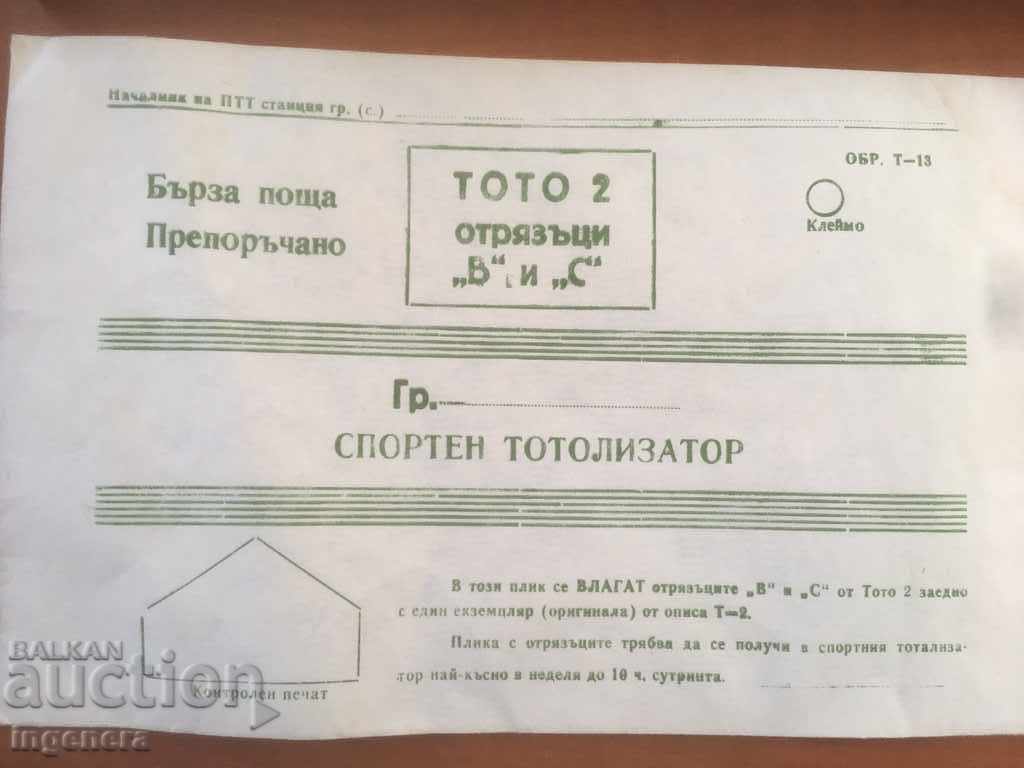 Началник на ПТТ станция гр. (с.)
ОБР. Т—13
Бърза поща
Препоръчано
ТОТО 2
отрязъци
„В“ и „С“
Клеймо
Гр.
СПОРТЕН ТОТОЛИЗАТОР
В този плик се ВЛАГАТ отрязъците „В“ и „С“ от Тото 2 заедно
с един екземпляр (оригинала) от описа Т—2.
Плика с отрязъците трябва да се получи в спортния тотализа-
тор най-късно в неделя до 10 ч. сутринта.
Контролен печат
BALKAN
auction
ingenera